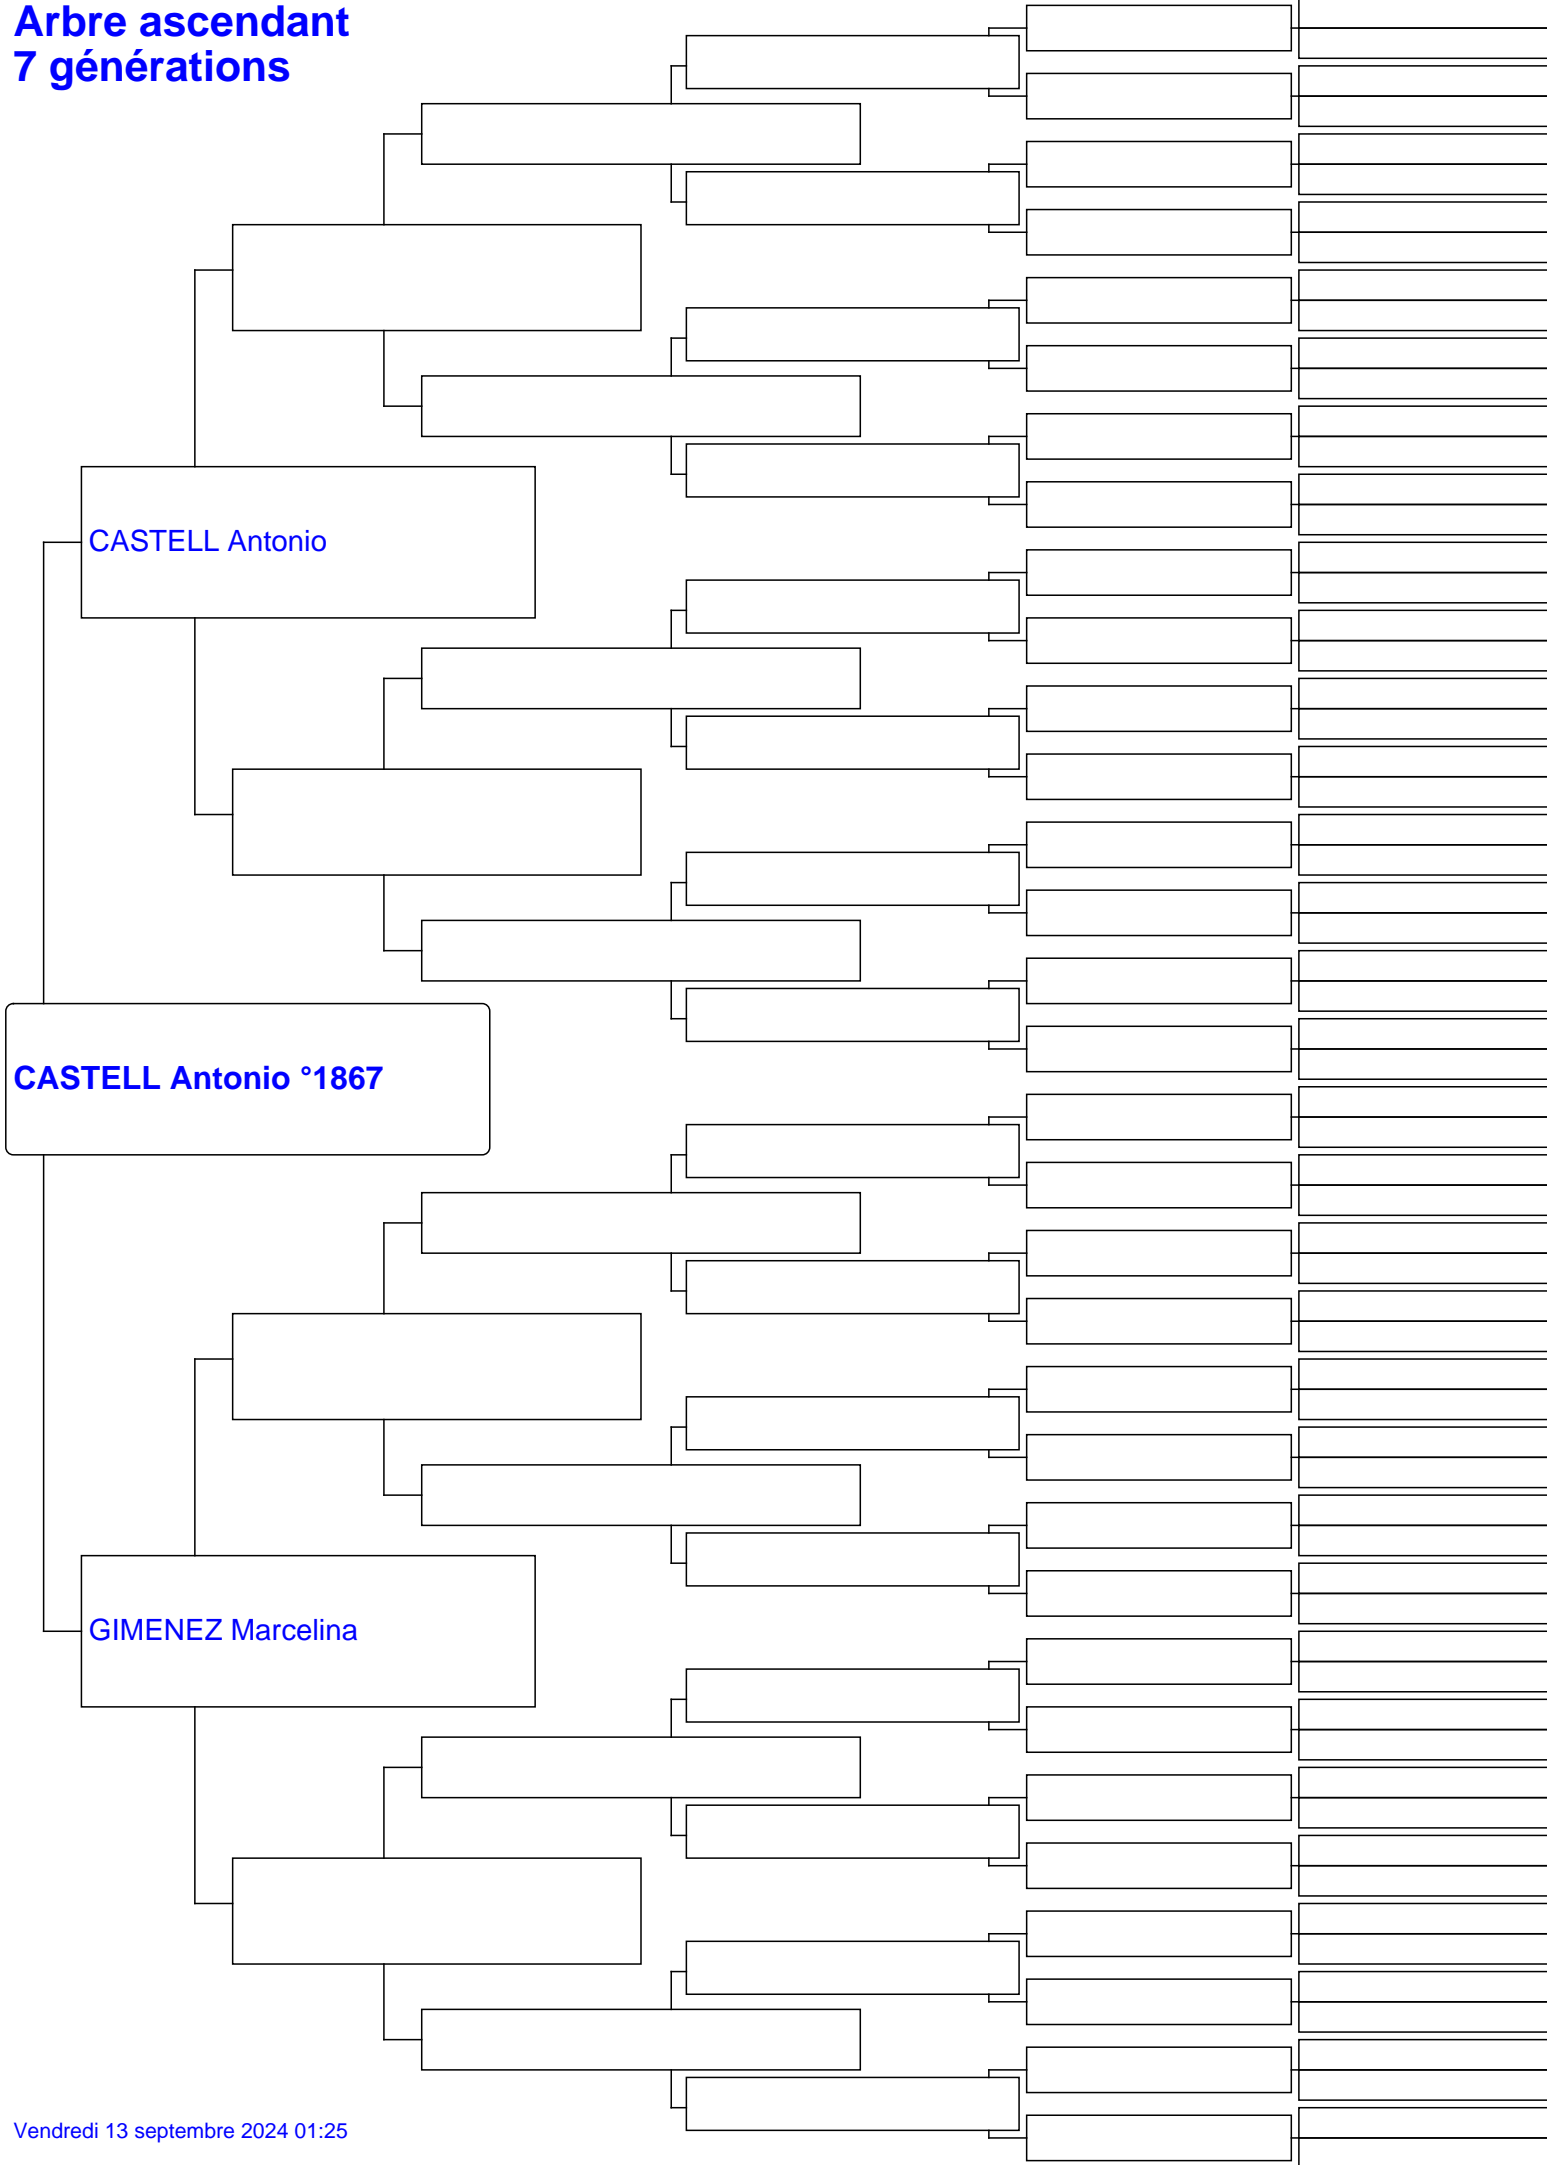 Arbre ascendant
7 générations
CASTELL Antonio
CASTELL Antonio °1867
GIMENEZ Marcelina
Vendredi 13 septembre 2024 01:25